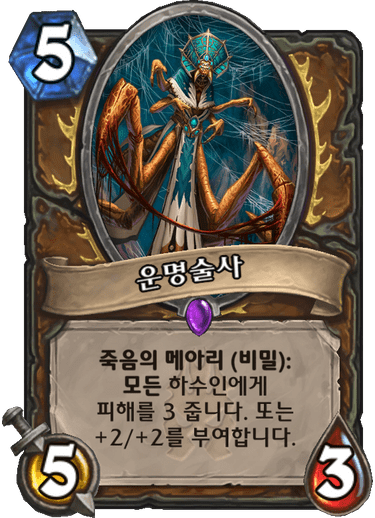 5
운명술사
죽음의 메아리 (비밀):
모든 하수인에게
피해를 3 줍니다. 또는
+2/+2를 부여합니다.
5
3